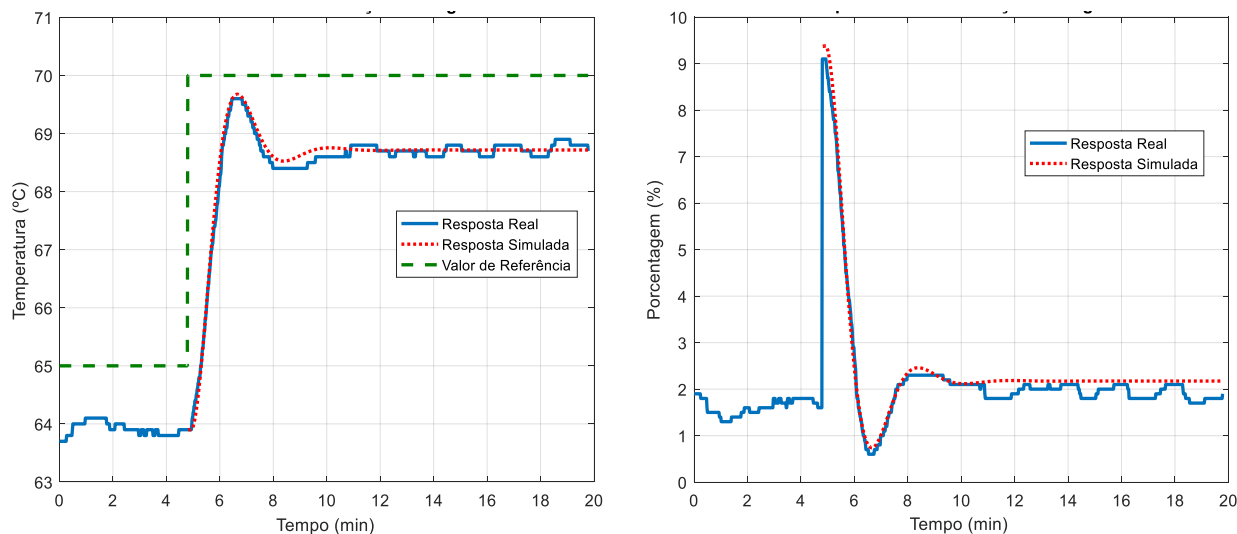 71
70
69
68
67
66
65
64
63
0 2 4 6 8 10 12 14 16 18 20
Temperatura (ºC)
Tempo (min)
Resposta Real
Resposta Simulada
Valor de Referência
10
9
8
7
6
5
4
3
2
1
0
0 2 4 6 8 10 12 14 16 18 20
Porcentagem (%)
Tempo (min)
Resposta Real
Resposta Simulada